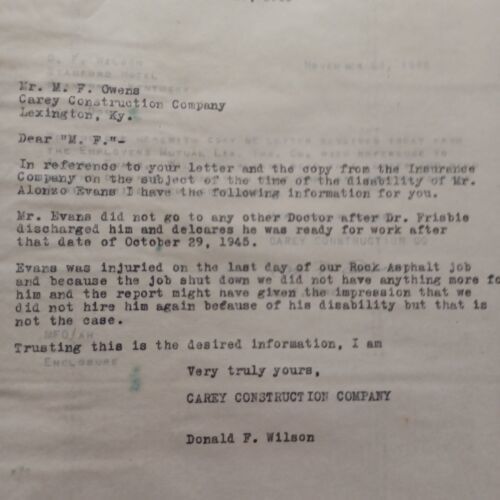 Mr. M. F. Owens
Carey Construction Company
Lexington, Ky.
Dear "M. F."-
In reference to your letter and the copy from the Insurance
Company on the subject of the time of the disability of Mr.
Alonzo Evans I have the following information for you.
Mr. Evans did not go to any other Doctor after Dr. Frisbie
discharged him and delcares he was ready for work after
that date of October 29, 1945.
Evans was injuried on the last day of our Rock Asphalt job
and because the job shut down we did not have anything more fo
him and the report might have given the impression that we
did not hire him again because of his disability but that is
not the case.
Trusting this is the desired information, I am
Very truly yours,
CAREY CONSTRUCTION COMPANY
Donald F. Wilson